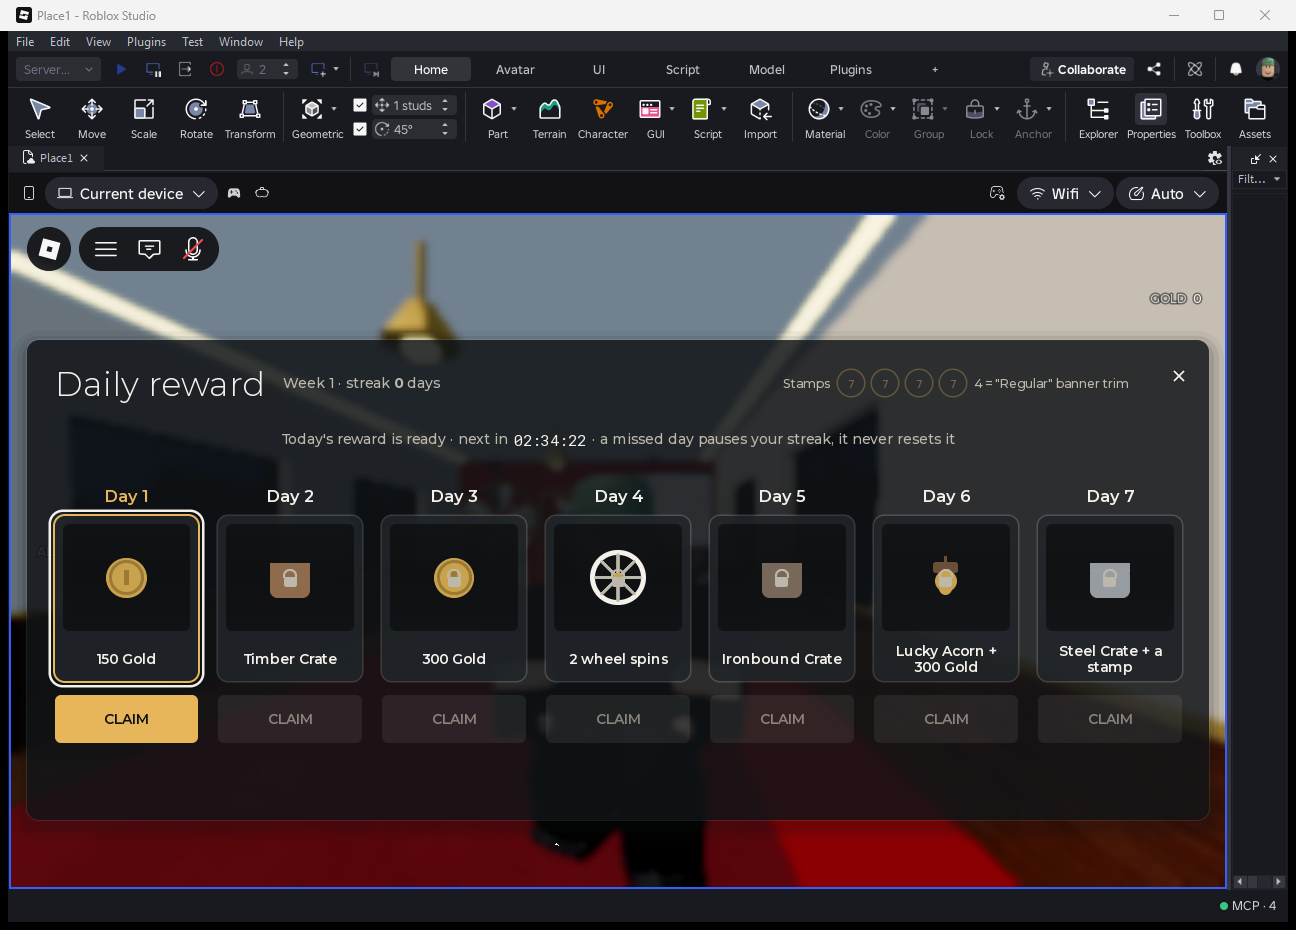 Place1 - Roblox Studio
File Edit View Plugins Test Window Help
Server... 2 Home Avatar UI Script Model Plugins + Collaborate
1 studs
45°
Select Move Scale Rotate Transform Geometric Part Terrain Character GUI Script Import Material Color Group Lock Anchor Explorer Properties Toolbox Assets
Place1
Filt...
Current device Wifi Auto
GOLD 0
Daily reward Week 1 · streak 0 days Stamps 7 7 7 7 4 = "Regular" banner trim
Today's reward is ready · next in 02:34:22 · a missed day pauses your streak, it never resets it
Day 1 Day 2 Day 3 Day 4 Day 5 Day 6 Day 7
150 Gold Timber Crate 300 Gold 2 wheel spins Ironbound Crate Lucky Acorn + 300 Gold Steel Crate + a stamp
CLAIM CLAIM CLAIM CLAIM CLAIM CLAIM CLAIM
MCP · 4